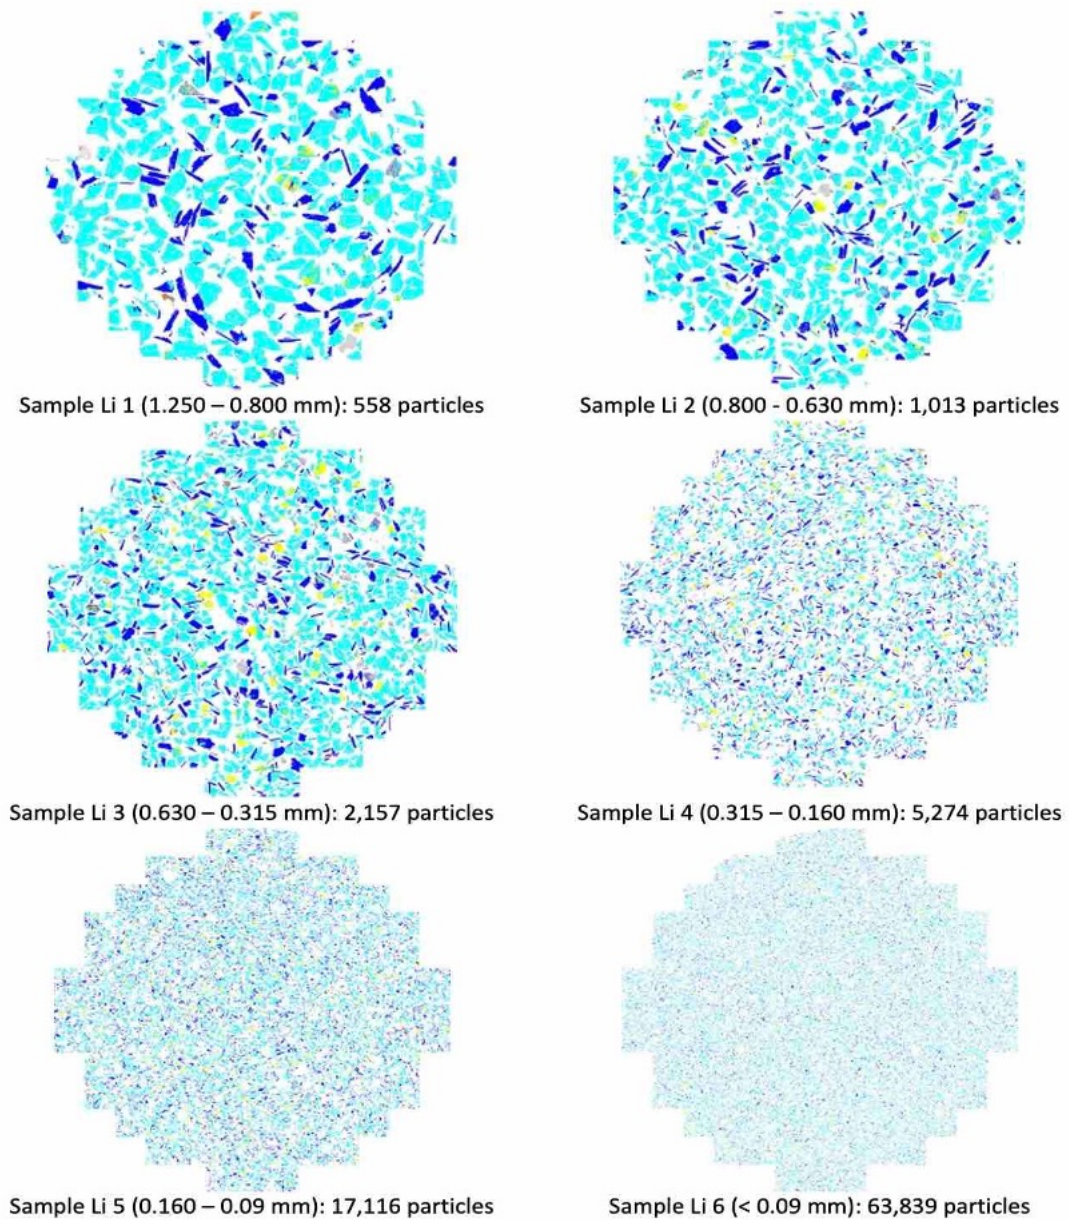 Sample Li 1 (1.250 – 0.800 mm): 558 particles
Sample Li 2 (0.800 - 0.630 mm): 1,013 particles
Sample Li 3 (0.630 – 0.315 mm): 2,157 particles
Sample Li 4 (0.315 – 0.160 mm): 5,274 particles
Sample Li 5 (0.160 – 0.09 mm): 17,116 particles
Sample Li 6 (< 0.09 mm): 63,839 particles